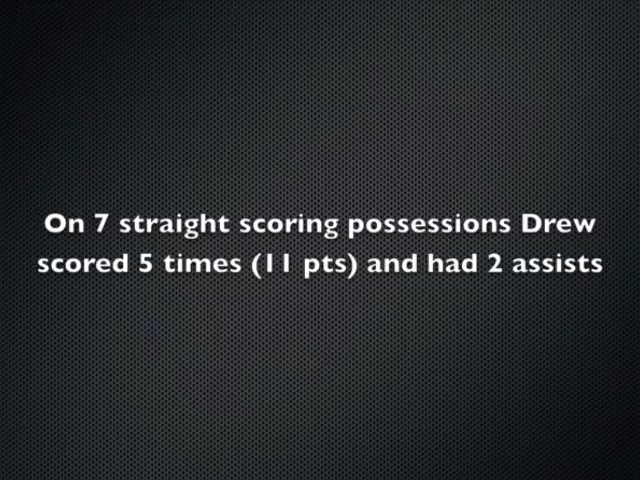 On 7 straight scoring possessions Drew
scored 5 times (11 pts) and had 2 assists